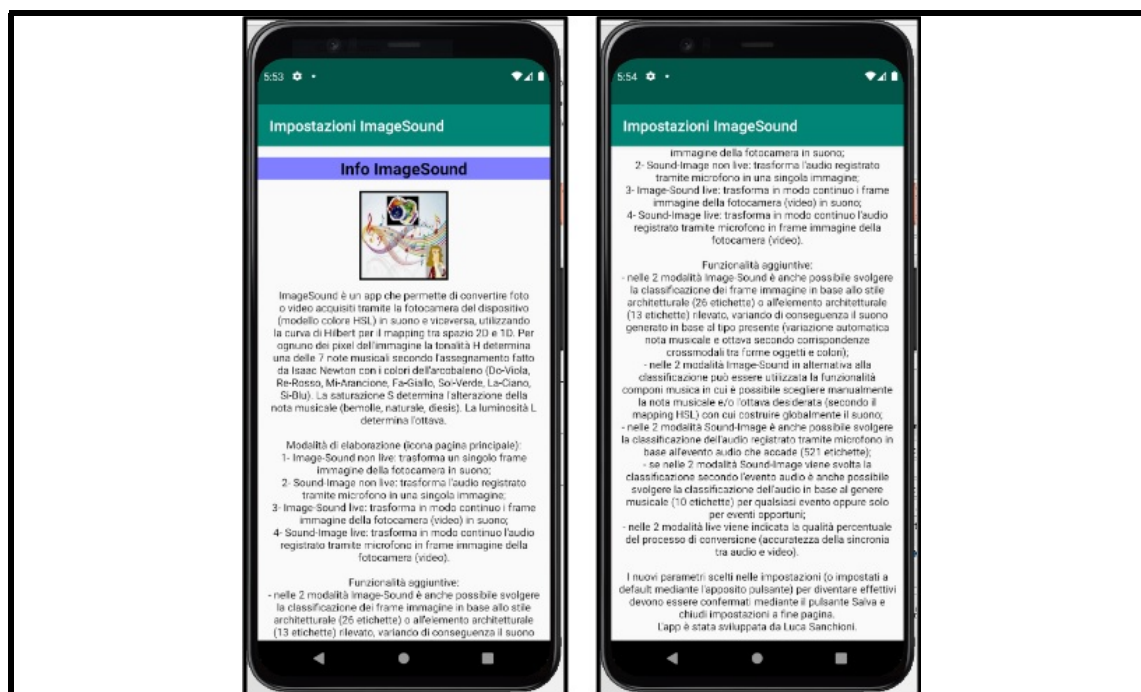 5:53
Impostazioni ImageSound
Info ImageSound
ImageSound è un app che permette di convertire foto
o video acquisiti tramite la fotocamera del dispositivo
(modello colore HSL) in suono e viceversa, utilizzando
la curva di Hilbert per il mapping tra spazio 2D e 1D. Per
ognuno dei pixel dell'immagine la tonalità H determina
una delle 7 note musicali secondo l'assegnamento fatto
da Isaac Newton con i colori dell'arcobaleno (Do-Viola,
Re-Rosso, Mi-Arancione, Fa-Giallo, Sol-Verde, La-Ciano,
Si-Blu). La saturazione S determina l'alterazione della
nota musicale (bemolle, naturale, diesis). La luminosità L
determina l'ottava.
Modalità di elaborazione (icona pagina principale):
1- Image-Sound non live: trasforma un singolo frame
immagine della fotocamera in suono;
2- Sound-Image non live: trasforma l'audio registrato
tramite microfono in una singola immagine;
3- Image-Sound live: trasforma in modo continuo i frame
immagine della fotocamera (video) in suono;
4- Sound-Image live: trasforma in modo continuo l'audio
registrato tramite microfono in frame immagine della
fotocamera (video).
Funzionalità aggiuntive:
- nelle 2 modalità Image-Sound è anche possibile svolgere
la classificazione dei frame immagine in base allo stile
architetturale (26 etichette) o all'elemento architetturale
(13 etichette) rilevato, variando di conseguenza il suono
5:54
Impostazioni ImageSound
immagine della fotocamera in suono;
2- Sound-Image non live: trasforma l'audio registrato
tramite microfono in una singola immagine;
3- Image-Sound live: trasforma in modo continuo i frame
immagine della fotocamera (video) in suono;
4- Sound-Image live: trasforma in modo continuo l'audio
registrato tramite microfono in frame immagine della
fotocamera (video).
Funzionalità aggiuntive:
- nelle 2 modalità Image-Sound è anche possibile svolgere
la classificazione dei frame immagine in base allo stile
architetturale (26 etichette) o all'elemento architetturale
(13 etichette) rilevato, variando di conseguenza il suono
generato in base al tipo presente (variazione automatica
nota musicale e ottava secondo corrispondenze
crossmodali tra forme oggetti e colori);
- nelle 2 modalità Image-Sound in alternativa alla
classificazione può essere utilizzata la funzionalità
componi musica in cui è possibile scegliere manualmente
la nota musicale e/o l'ottava desiderata (secondo il
mapping HSL) con cui costruire globalmente il suono;
- nelle 2 modalità Sound-Image è anche possibile svolgere
la classificazione dell'audio registrato tramite microfono in
base all'evento audio che accade (521 etichette);
- se nelle 2 modalità Sound-Image viene svolta la
classificazione secondo l'evento audio è anche possibile
svolgere la classificazione dell'audio in base al genere
musicale (10 etichette) per qualsiasi evento oppure solo
per eventi opportuni;
- nelle 2 modalità live viene indicata la qualità percentuale
del processo di conversione (accuratezza della sincronia
tra audio e video).
I nuovi parametri scelti nelle impostazioni (o impostati a
default mediante l'apposito pulsante) per diventare effettivi
devono essere confermati mediante il pulsante Salva e
chiudi impostazioni a fine pagina.
L'app è stata sviluppata da Luca Sanchioni.